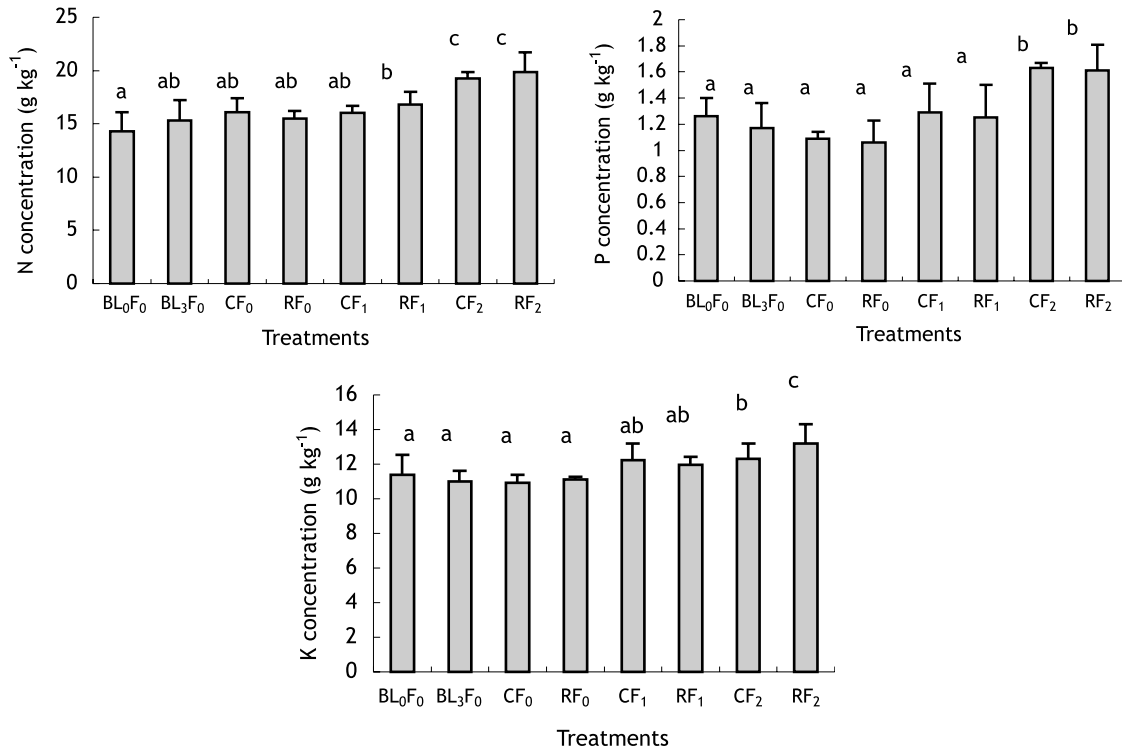 N concentration (g kg⁻¹)
25
20
15
10
5
0
a ab ab ab ab b c c
BL₀F₀ BL₃F₀ CF₀ RF₀ CF₁ RF₁ CF₂ RF₂
Treatments
P concentration (g kg⁻¹)
2
1.8
1.6
1.4
1.2
1
0.8
0.6
0.4
0.2
0
a a a a a a b b
BL₀F₀ BL₃F₀ CF₀ RF₀ CF₁ RF₁ CF₂ RF₂
Treatments
K concentration (g kg⁻¹)
16
14
12
10
8
6
4
2
0
a a a a ab ab b c
BL₀F₀ BL₃F₀ CF₀ RF₀ CF₁ RF₁ CF₂ RF₂
Treatments